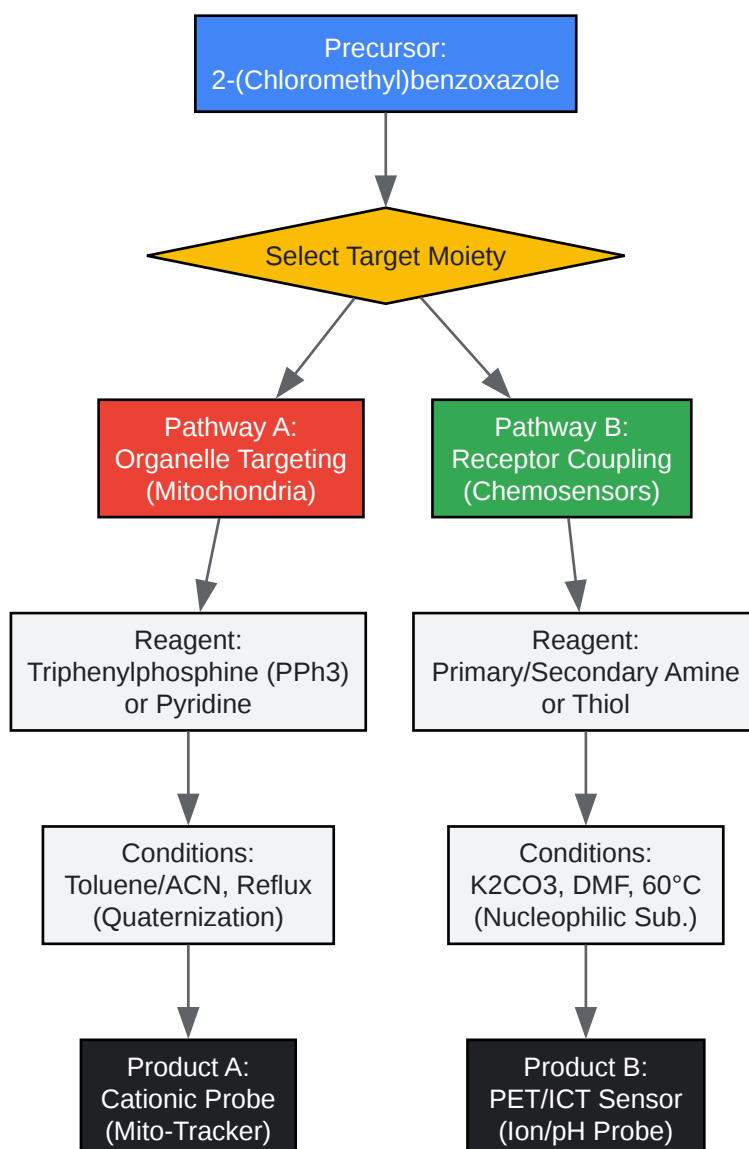 Precursor:
2-(Chloromethyl)benzoxazole
Select Target Moiety
Pathway A:
Organelle Targeting
(Mitochondria)
Pathway B:
Receptor Coupling
(Chemosensors)
Reagent:
Triphenylphosphine (PPh3)
or Pyridine
Reagent:
Primary/Secondary Amine
or Thiol
Conditions:
Toluene/ACN, Reflux
(Quaternization)
Conditions:
K2CO3, DMF, 60°C
(Nucleophilic Sub.)
Product A:
Cationic Probe
(Mito-Tracker)
Product B:
PET/ICT Sensor
(Ion/pH Probe)